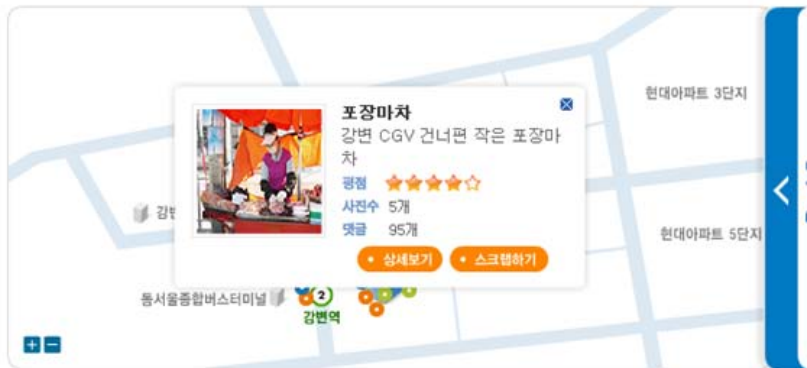 현대아파트 3단지
포장마차
강변 CGV 건너편 작은 포장마
차
평점
사진수 5개
댓글 95개
상세보기
스크랩하기
현대아파트 5단지
동서울종합버스터미널
2
강변역